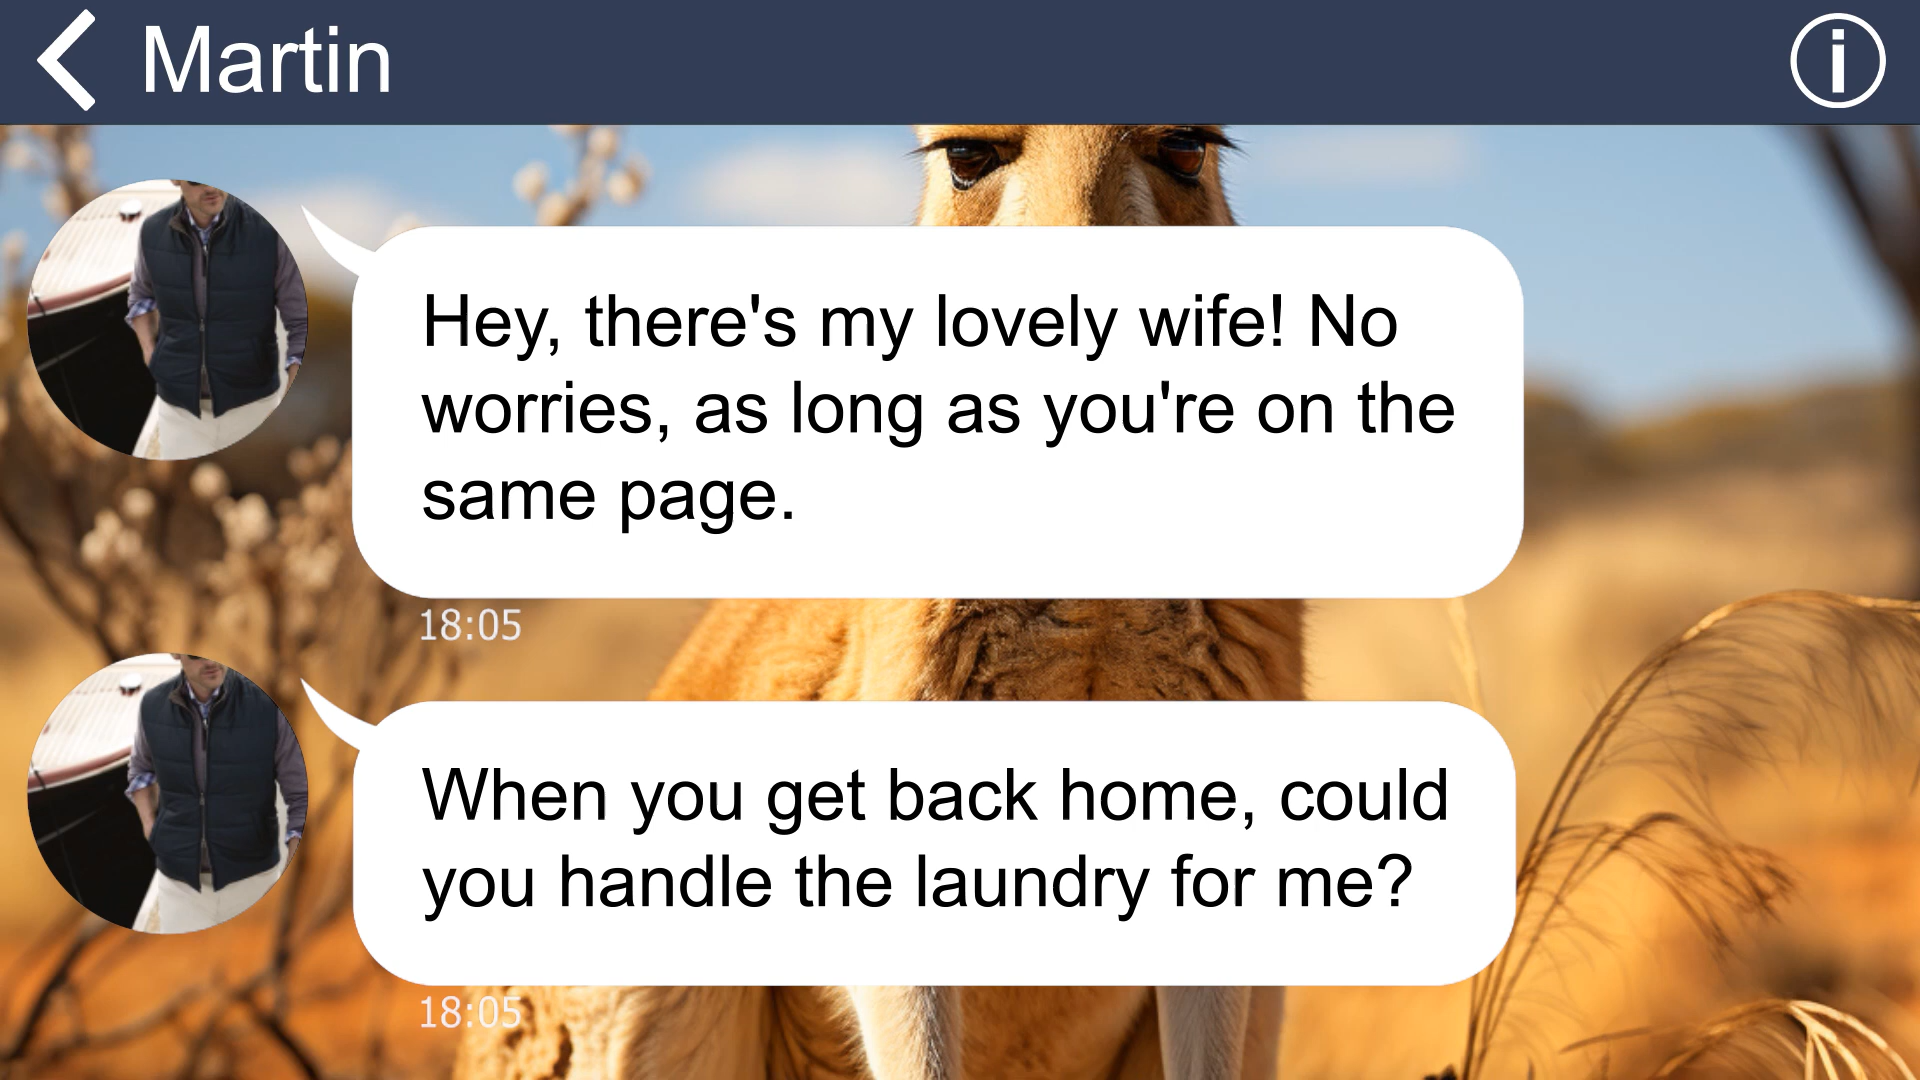 Martin
Hey, there's my lovely wife! No
worries, as long as you're on the
same page.
18:05
When you get back home, could
you handle the laundry for me?
18:05